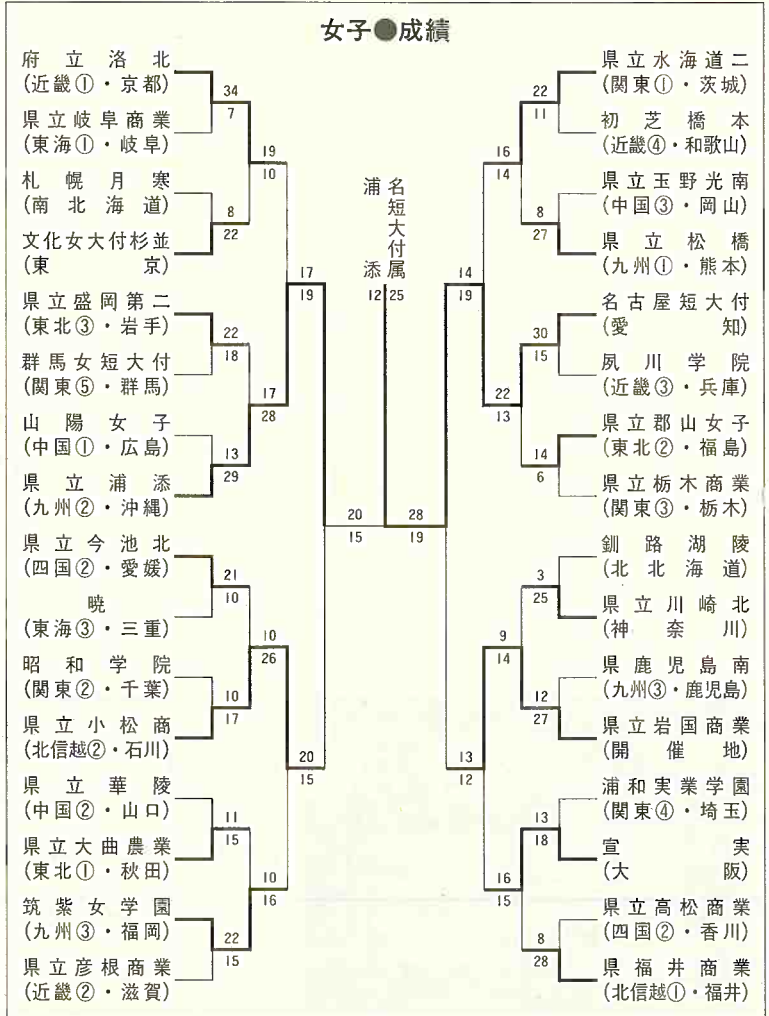 女子●成績
府立洛北
(近畿①・京都)
県立岐阜商業
(東海①・岐阜)
札幌月寒
(南北海道)
文化女大付杉並
(東京)
県立盛岡第二
(東北③・岩手)
群馬女短大付
(関東⑤・群馬)
山陽女子
(中国①・広島)
県立浦添
(九州②・沖縄)
県立今池北
(四国②・愛媛)
暁
(東海③・三重)
昭和学院
(関東②・千葉)
県立小松商
(北信越②・石川)
県立華陵
(中国②・山口)
県立大曲農業
(東北①・秋田)
筑紫女学園
(九州③・福岡)
県立彦根商業
(近畿②・滋賀)
34
7
8
22
22
18
13
29
21
10
10
17
11
15
22
15
19
10
17
28
10
26
10
16
17
19
20
15
20
15
浦添
名短大付属
12
25
28
19
14
19
13
12
16
14
22
13
9
14
16
15
22
11
8
27
30
15
14
6
3
25
12
27
13
18
8
28
県立水海道二
(関東①・茨城)
初芝橋本
(近畿④・和歌山)
県立玉野光南
(中国③・岡山)
県立松橋
(九州①・熊本)
名古屋短大付
(愛知)
夙川学院
(近畿③・兵庫)
県立郡山女子
(東北②・福島)
県立栃木商業
(関東③・栃木)
釧路湖陵
(北北海道)
県立川崎北
(神奈川)
県鹿児島南
(九州③・鹿児島)
県立岩国商業
(開催地)
浦和実業学園
(関東④・埼玉)
宣実
(大阪)
県立高松商業
(四国②・香川)
県福井商業
(北信越①・福井)